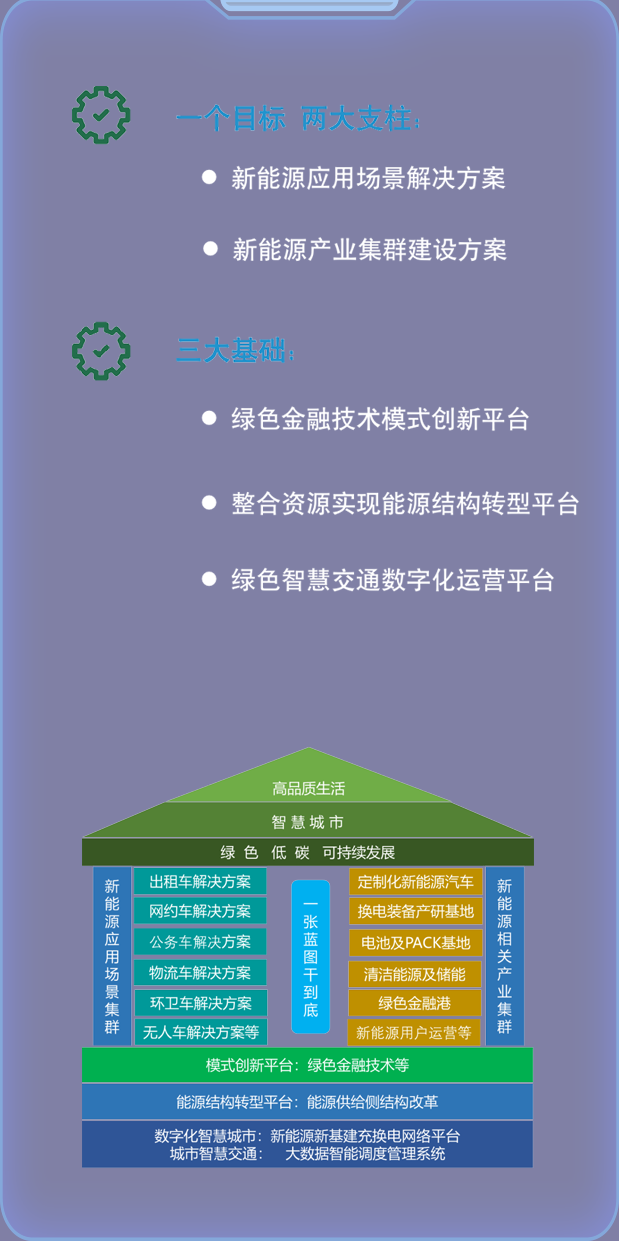 一个目标 两大支柱：
新能源应用场景解决方案
新能源产业集群建设方案
三大基础：
绿色金融技术模式创新平台
整合资源实现能源结构转型平台
绿色智慧交通数字化运营平台
高品质生活
智慧城市
绿色 低碳 可持续发展
新能源应用场景集群
出租车解决方案
网约车解决方案
公务车解决方案
物流车解决方案
环卫车解决方案
无人车解决方案等
一张蓝图干到底
定制化新能源汽车
换电装备产研基地
电池及PACK基地
清洁能源及储能
绿色金融港
新能源用户运营等
新能源相关产业集群
模式创新平台：绿色金融技术等
能源结构转型平台：能源供给侧结构改革
数字化智慧城市：新能源新基建充换电网络平台
城市智慧交通： 大数据智能调度管理系统